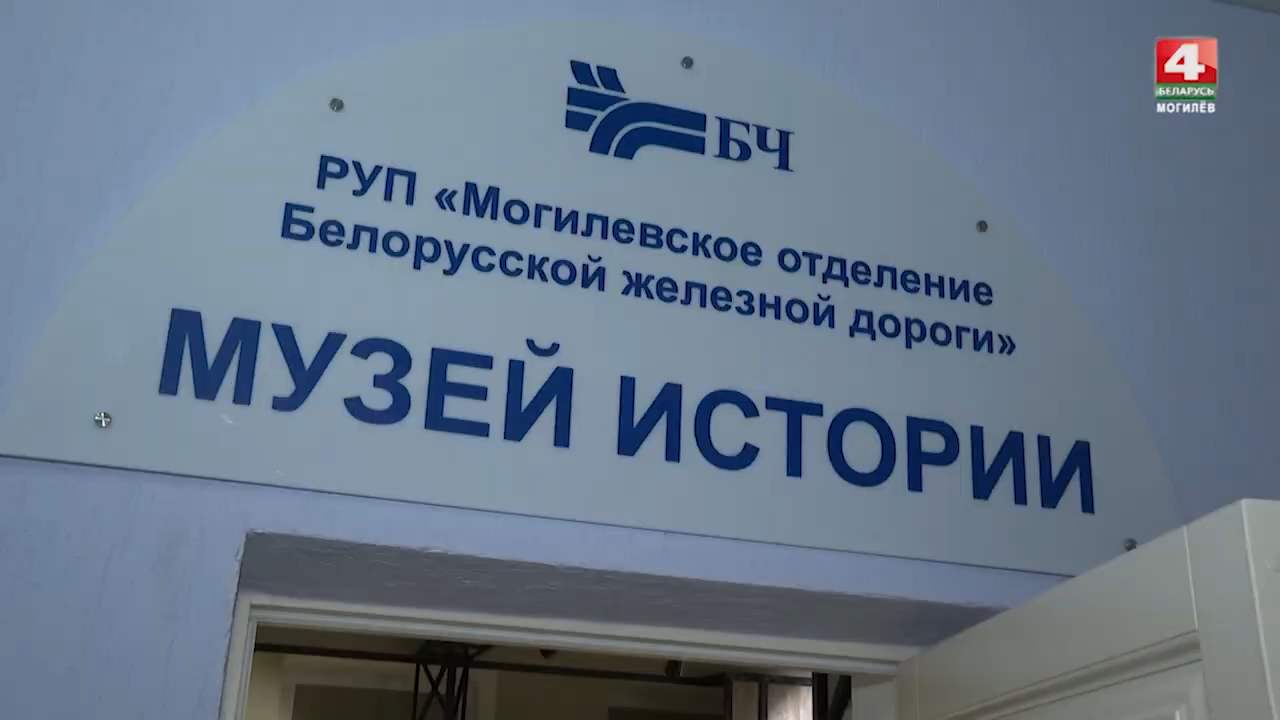 4
БЕЛАРУСЬ
МОГИЛЁВ
БЧ
РУП «Могилевское отделение
Белорусской железной дороги»
МУЗЕЙ ИСТОРИИ